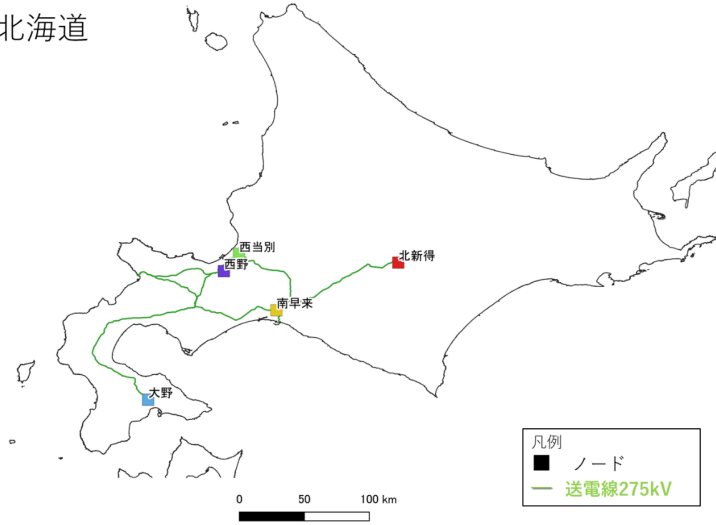 北海道
西当別
西野
北新得
南早来
大野
凡例
ノード
送電線275kV
0 50 100 km